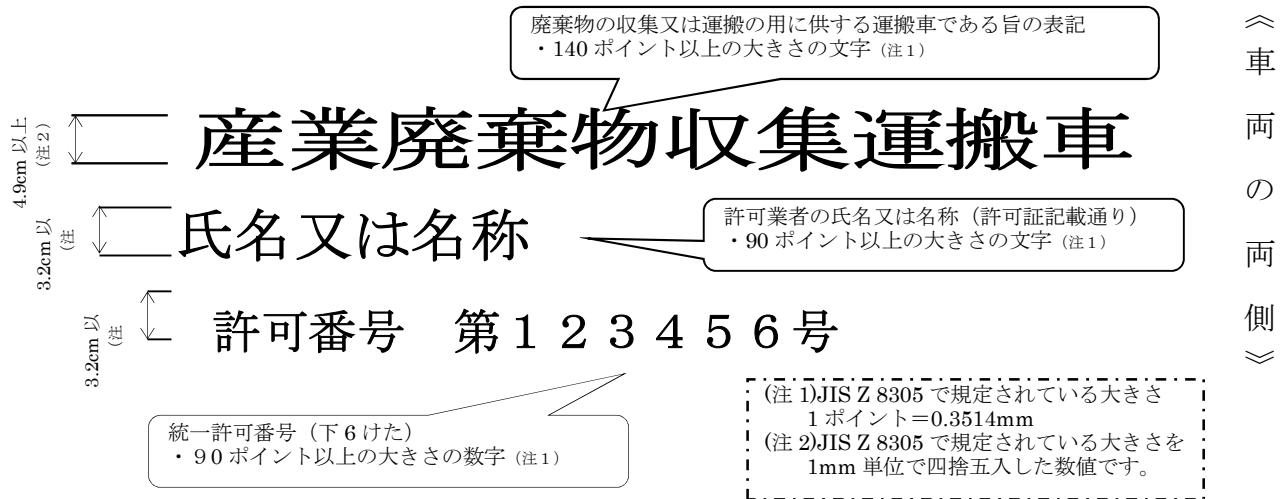 廃棄物の収集又は運搬の用に供する運搬車である旨の表記
・140 ポイント以上の大きさの文字 (注1)
《車両の両側》
4.9cm 以上
(注2)
産業廃棄物収集運搬車
3.2cm 以
(注
氏名又は名称
許可業者の氏名又は名称(許可証記載通り)
・90 ポイント以上の大きさの文字 (注1)
3.2cm 以
(注
許可番号 第123456号
統一許可番号(下6けた)
・90ポイント以上の大きさの数字 (注1)
(注 1)JIS Z 8305 で規定されている大きさ
1ポイント=0.3514mm
(注 2)JIS Z 8305 で規定されている大きさを
1mm 単位で四捨五入した数値です。